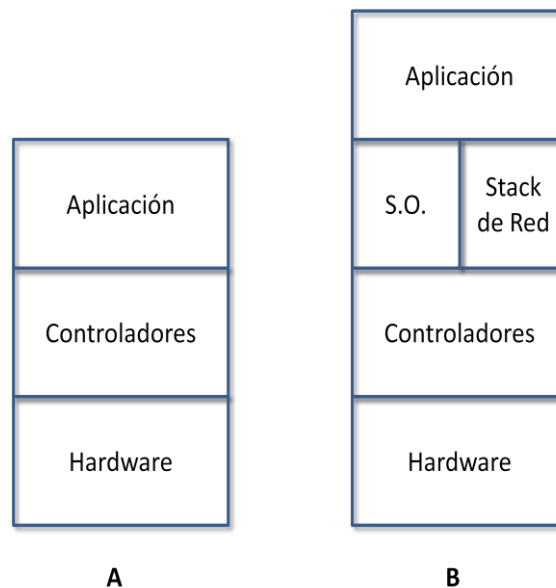 Aplicación
Controladores
Hardware
A
Aplicación
S.O.
Stack
de Red
Controladores
Hardware
B